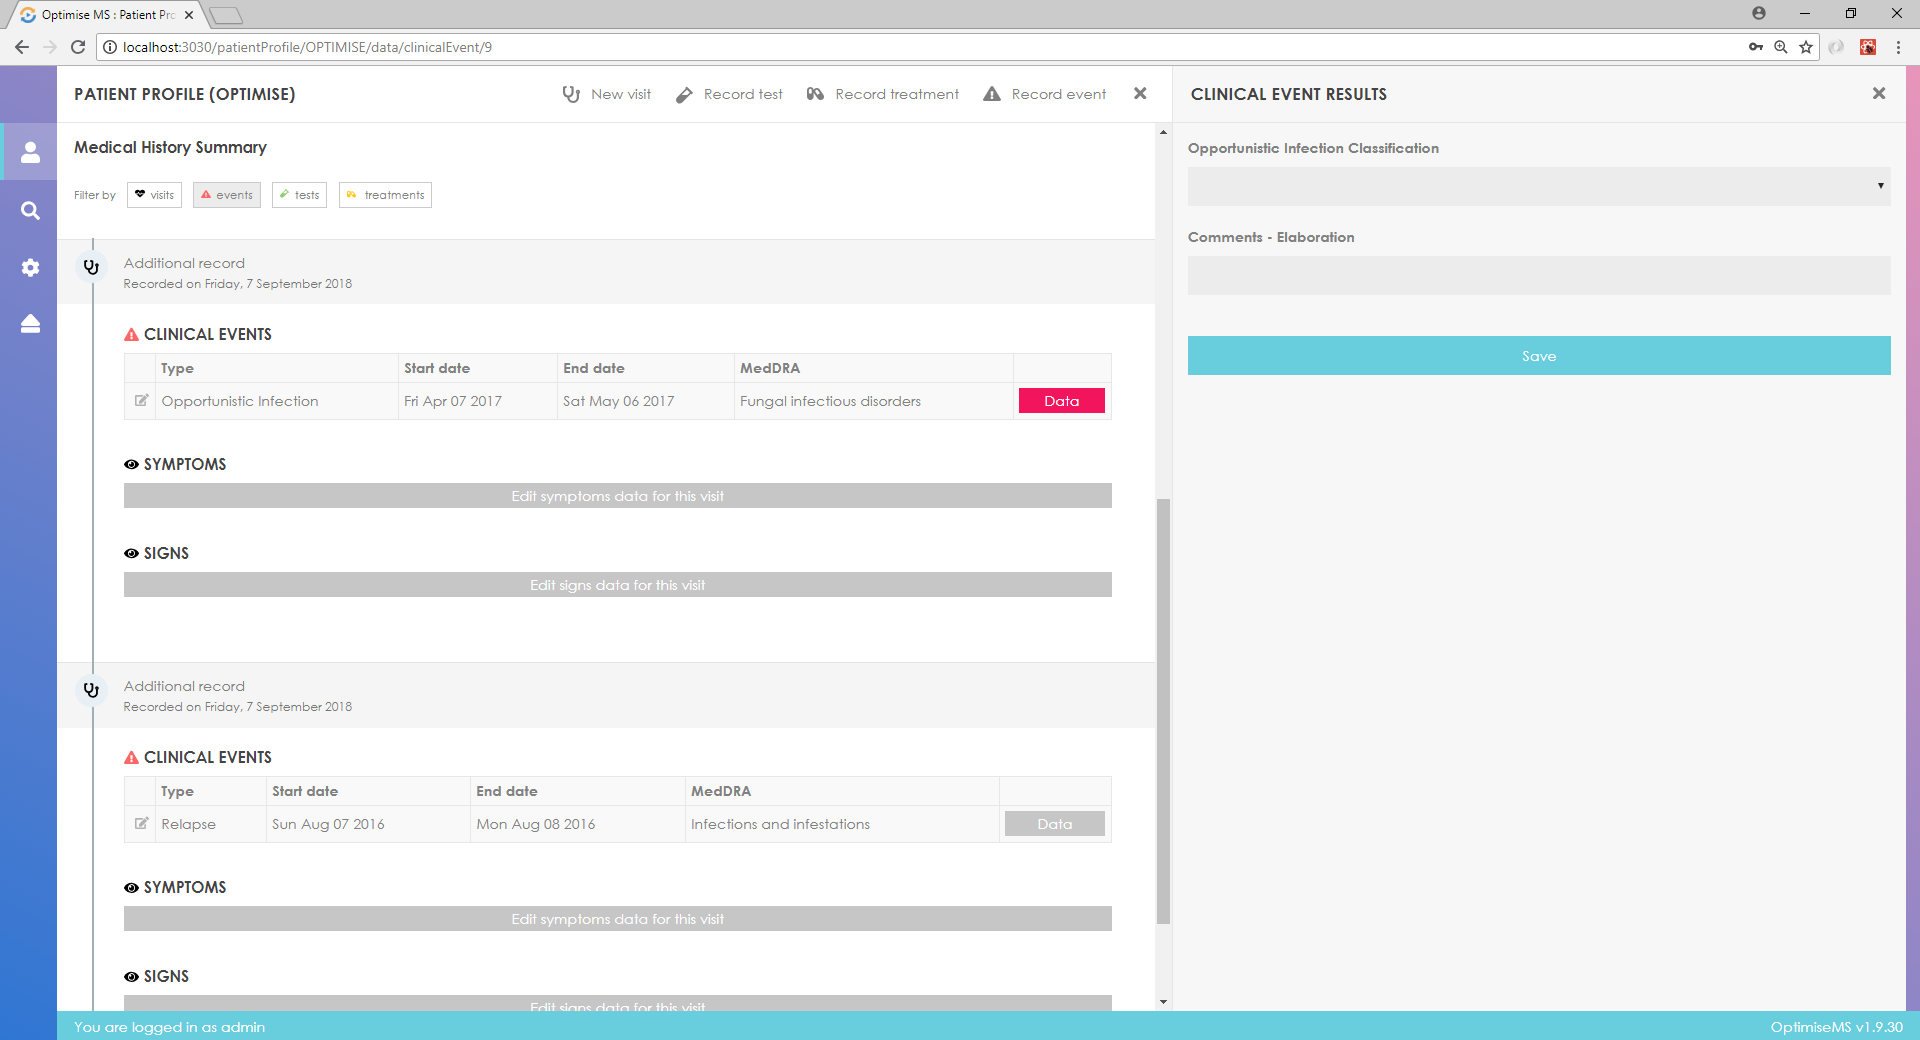 Optimise MS : Patient Pro
localhost:3030/patientProfile/OPTIMISE/data/clinicalEvent/9
PATIENT PROFILE (OPTIMISE)
New visit
Record test
Record treatment
Record event
Medical History Summary
Filter by
visits
events
tests
treatments
Additional record
Recorded on Friday, 7 September 2018
CLINICAL EVENTS
Type Start date End date MedDRA
Opportunistic Infection Fri Apr 07 2017 Sat May 06 2017 Fungal infectious disorders Data
SYMPTOMS
Edit symptoms data for this visit
SIGNS
Edit signs data for this visit
Additional record
Recorded on Friday, 7 September 2018
CLINICAL EVENTS
Type Start date End date MedDRA
Relapse Sun Aug 07 2016 Mon Aug 08 2016 Infections and infestations Data
SYMPTOMS
Edit symptoms data for this visit
SIGNS
Edit signs data for this visit
CLINICAL EVENT RESULTS
Opportunistic Infection Classification
Comments - Elaboration
Save
You are logged in as admin
OptimiseMS v1.9.30